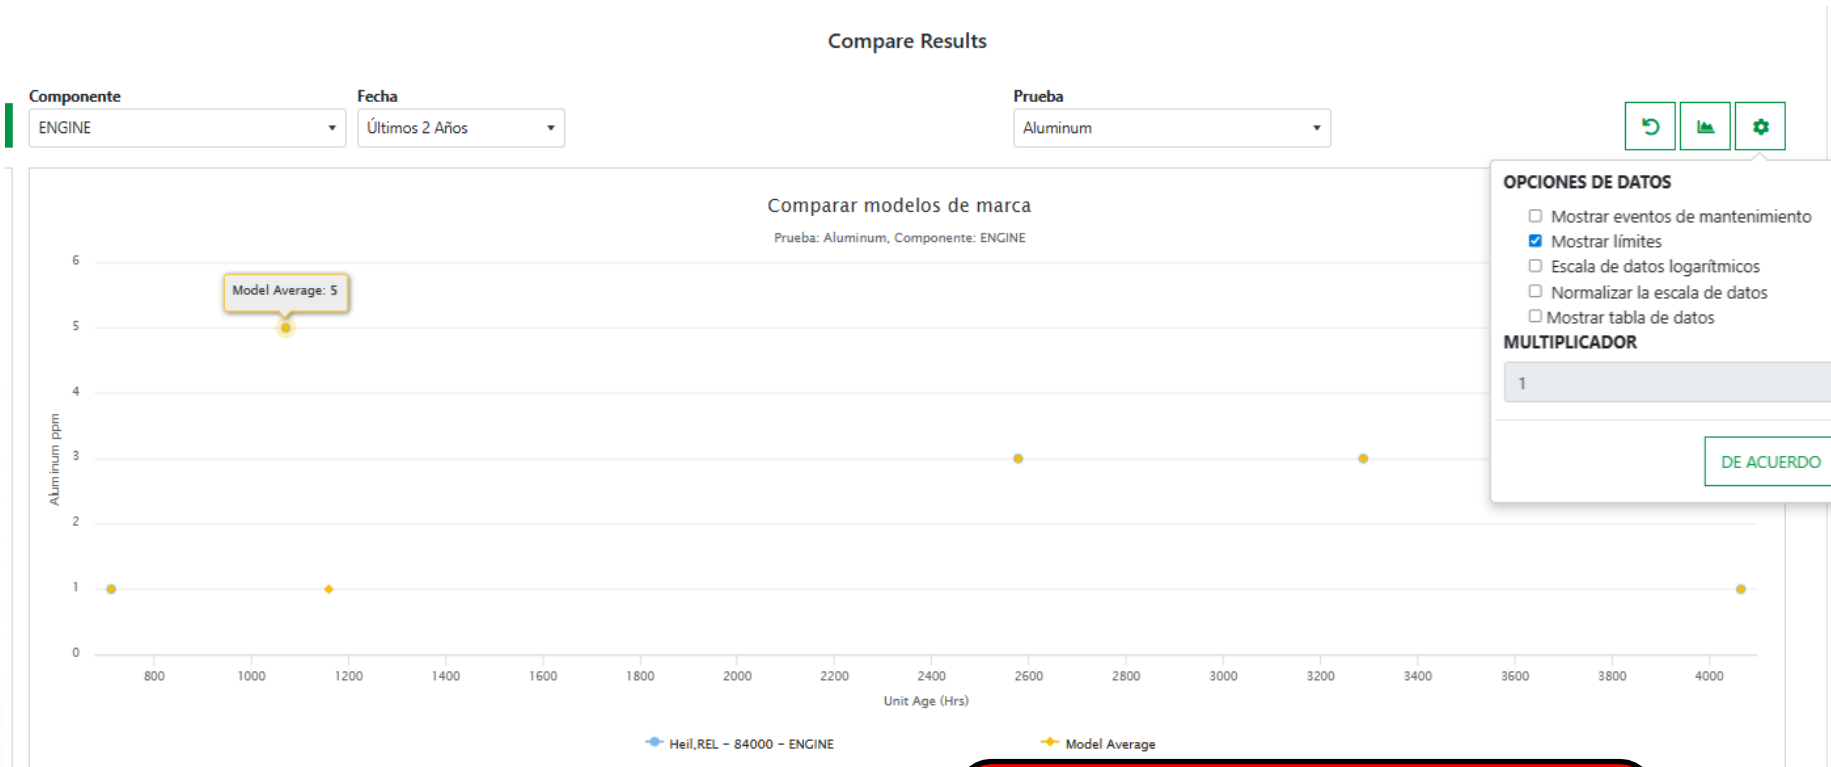 Compare Results
Componente
Fecha
Prueba
ENGINE
Últimos 2 Años
Aluminum
OPCIONES DE DATOS
Mostrar eventos de mantenimiento
Mostrar límites
Escala de datos logarítmicos
Normalizar la escala de datos
Mostrar tabla de datos
MULTIPLICADOR
1
DE ACUERDO
Comparar modelos de marca
Prueba: Aluminum, Componente: ENGINE
Model Average: 5
Aluminum ppm
6
5
4
3
2
1
0
800 1000 1200 1400 1600 1800 2000 2200 2400 2600 2800 3000 3200 3400 3600 3800 4000
Unit Age (Hrs)
Heil,REL - 84000 - ENGINE
Model Average